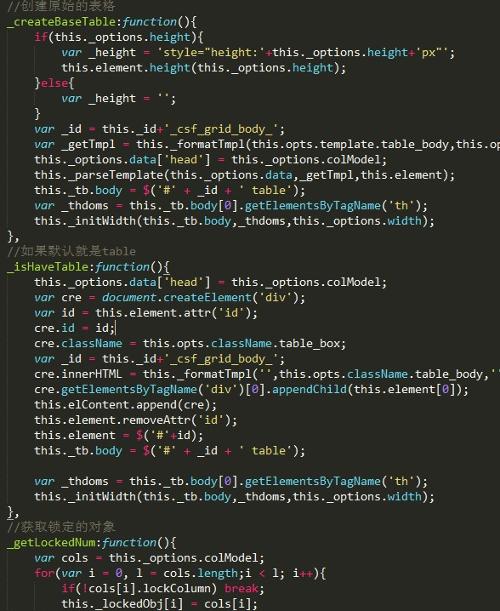 //创建原始的表格
_createBaseTable:function(){
if(this._options.height){
var _height = 'style="height:'+this._options.height+'px"';
this.element.height(this._options.height);
}else{
var _height = '';
}
var _id = this._id+'_csf_grid_body_';
var _getTmpl = this._formatTmpl(this.opts.template.table_body,this.op
this._options.data['head'] = this._options.colModel;
this._parseTemplate(this._options.data,_getTmpl,this.element);
this._tb.body = $('#' + _id + ' table');
var _thdoms = this._tb.body[0].getElementsByTagName('th');
this._initWidth(this._tb.body,_thdoms,this._options.width);
},
//如果默认就是table
_isHaveTable:function(){
this._options.data['head'] = this._options.colModel;
var cre = document.createElement('div');
var id = this.element.attr('id');
cre.id = id;
cre.className = this.opts.className.table_box;
var _id = this._id+'_csf_grid_body_';
cre.innerHTML = this._formatTmpl('',this.opts.className.table_body,''
cre.getElementsByTagName('div')[0].appendChild(this.element[0]);
this.elContent.append(cre);
this.element.removeAttr('id');
this.element = $('#'+id);
this._tb.body = $('#' + _id + ' table');
var _thdoms = this._tb.body[0].getElementsByTagName('th');
this._initWidth(this._tb.body,_thdoms,this._options.width);
},
//获取锁定的对象
_getLockedNum:function(){
var cols = this._options.colModel;
for(var i = 0, l = cols.length;i < l; i++){
if(!cols[i].lockColumn) break;
this._lockedObj[i] = cols[i];